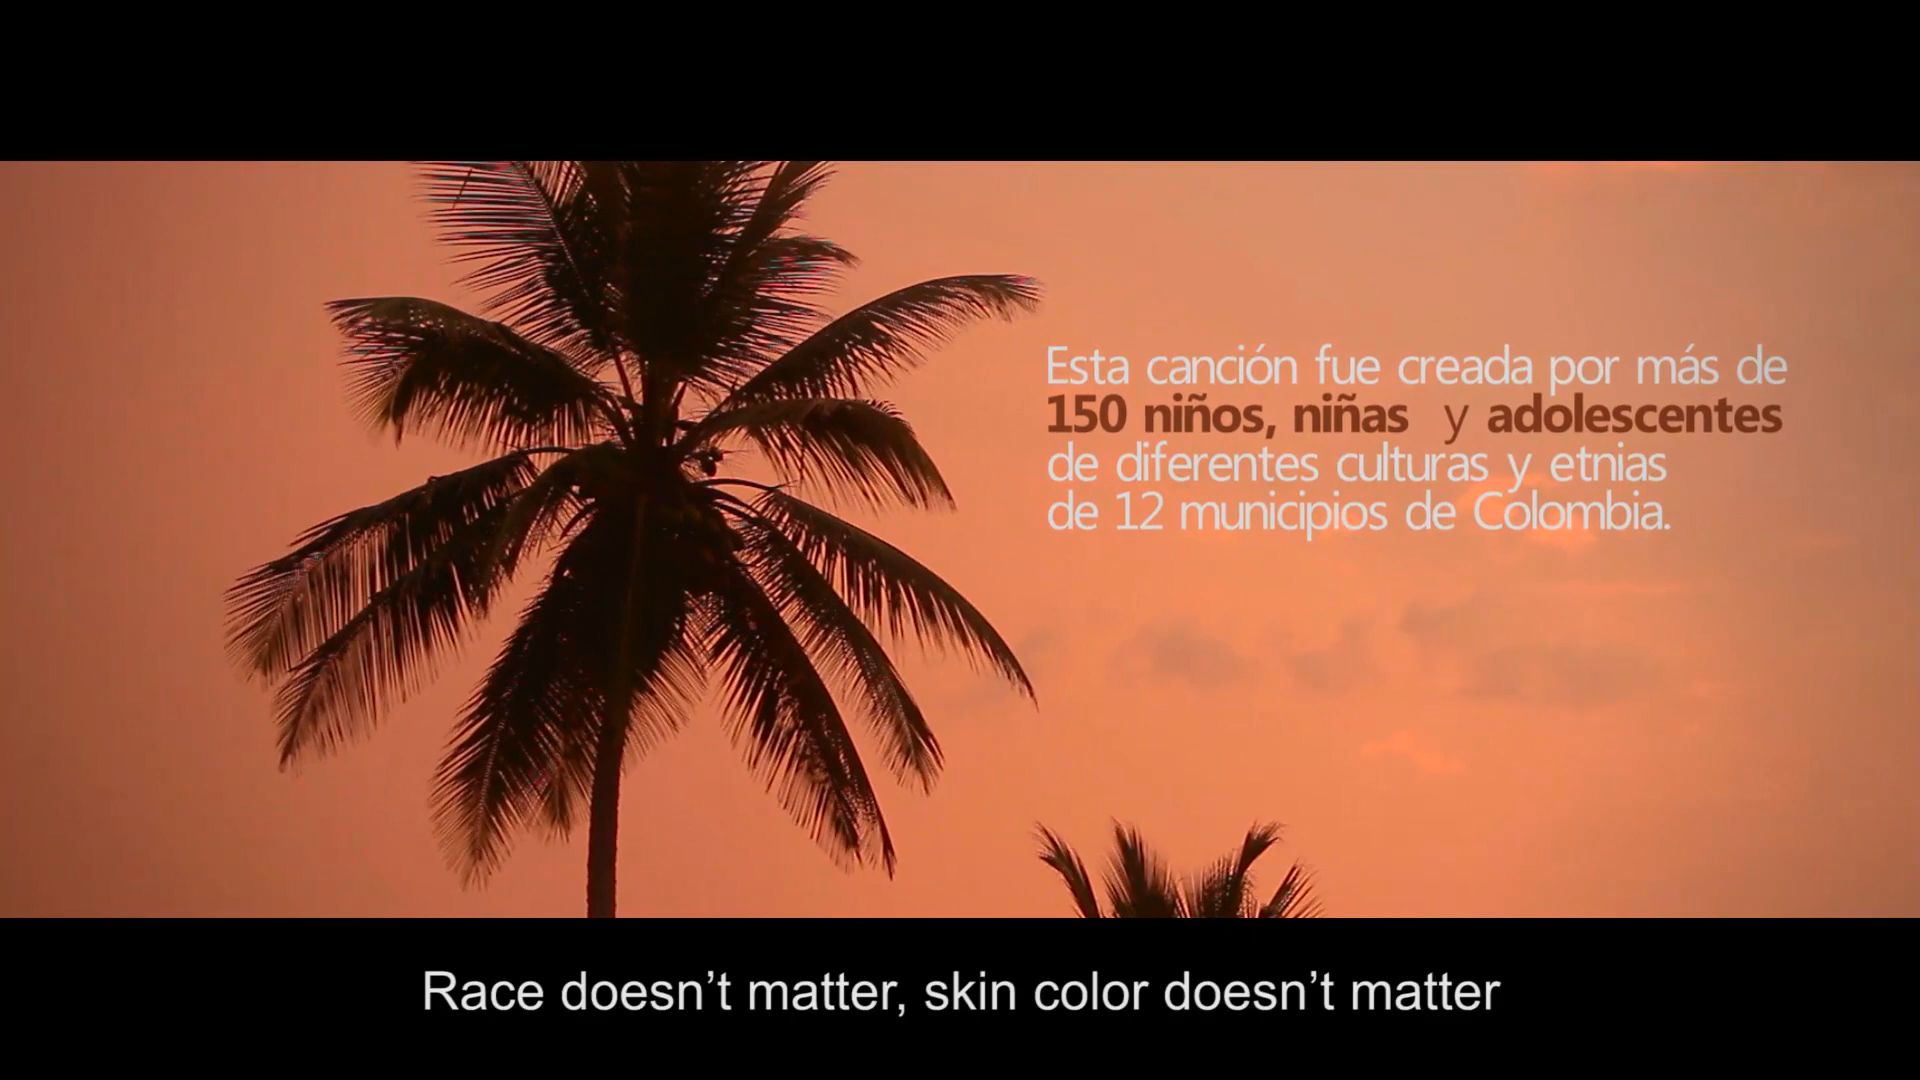 Esta canción fue creada por más de
150 niños, niñas y adolescentes
de diferentes culturas y etnias
de 12 municipios de Colombia.
Race doesn’t matter, skin color doesn’t matter